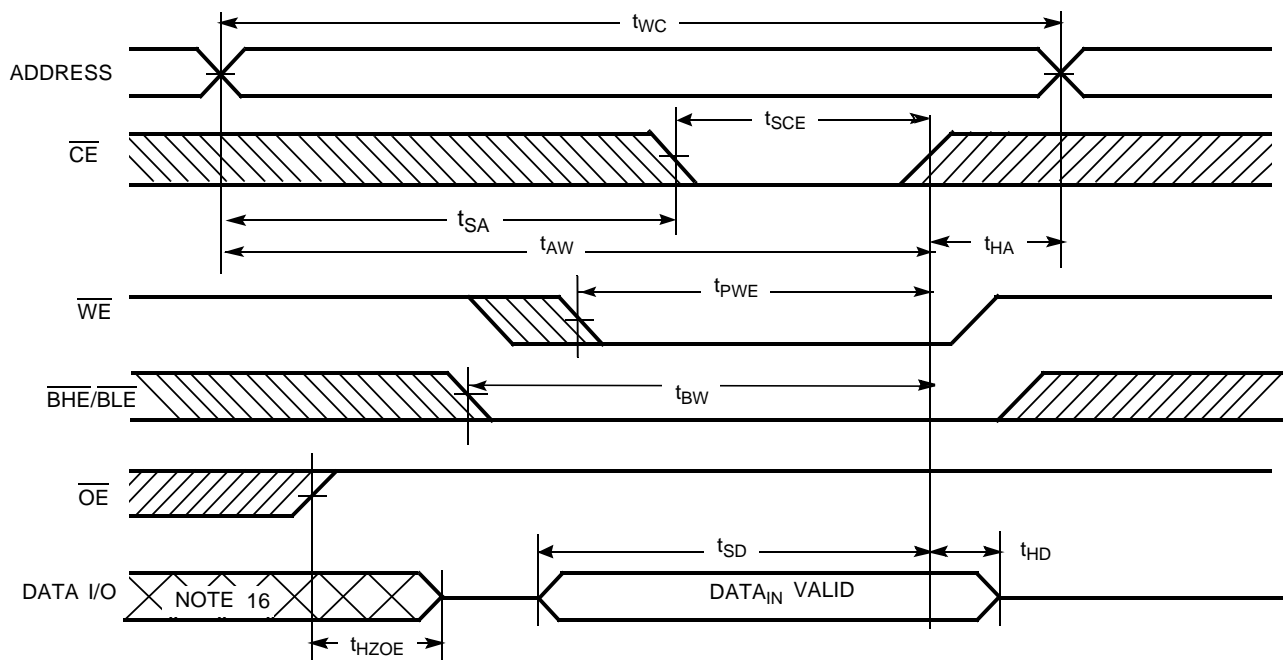 tWC
ADDRESS
tSCE
CE
tSA
tAW
tHA
tPWE
WE
tBW
BHE/BLE
OE
tSD
tHD
DATA I/O
NOTE 16
DATAIN VALID
tHZOE